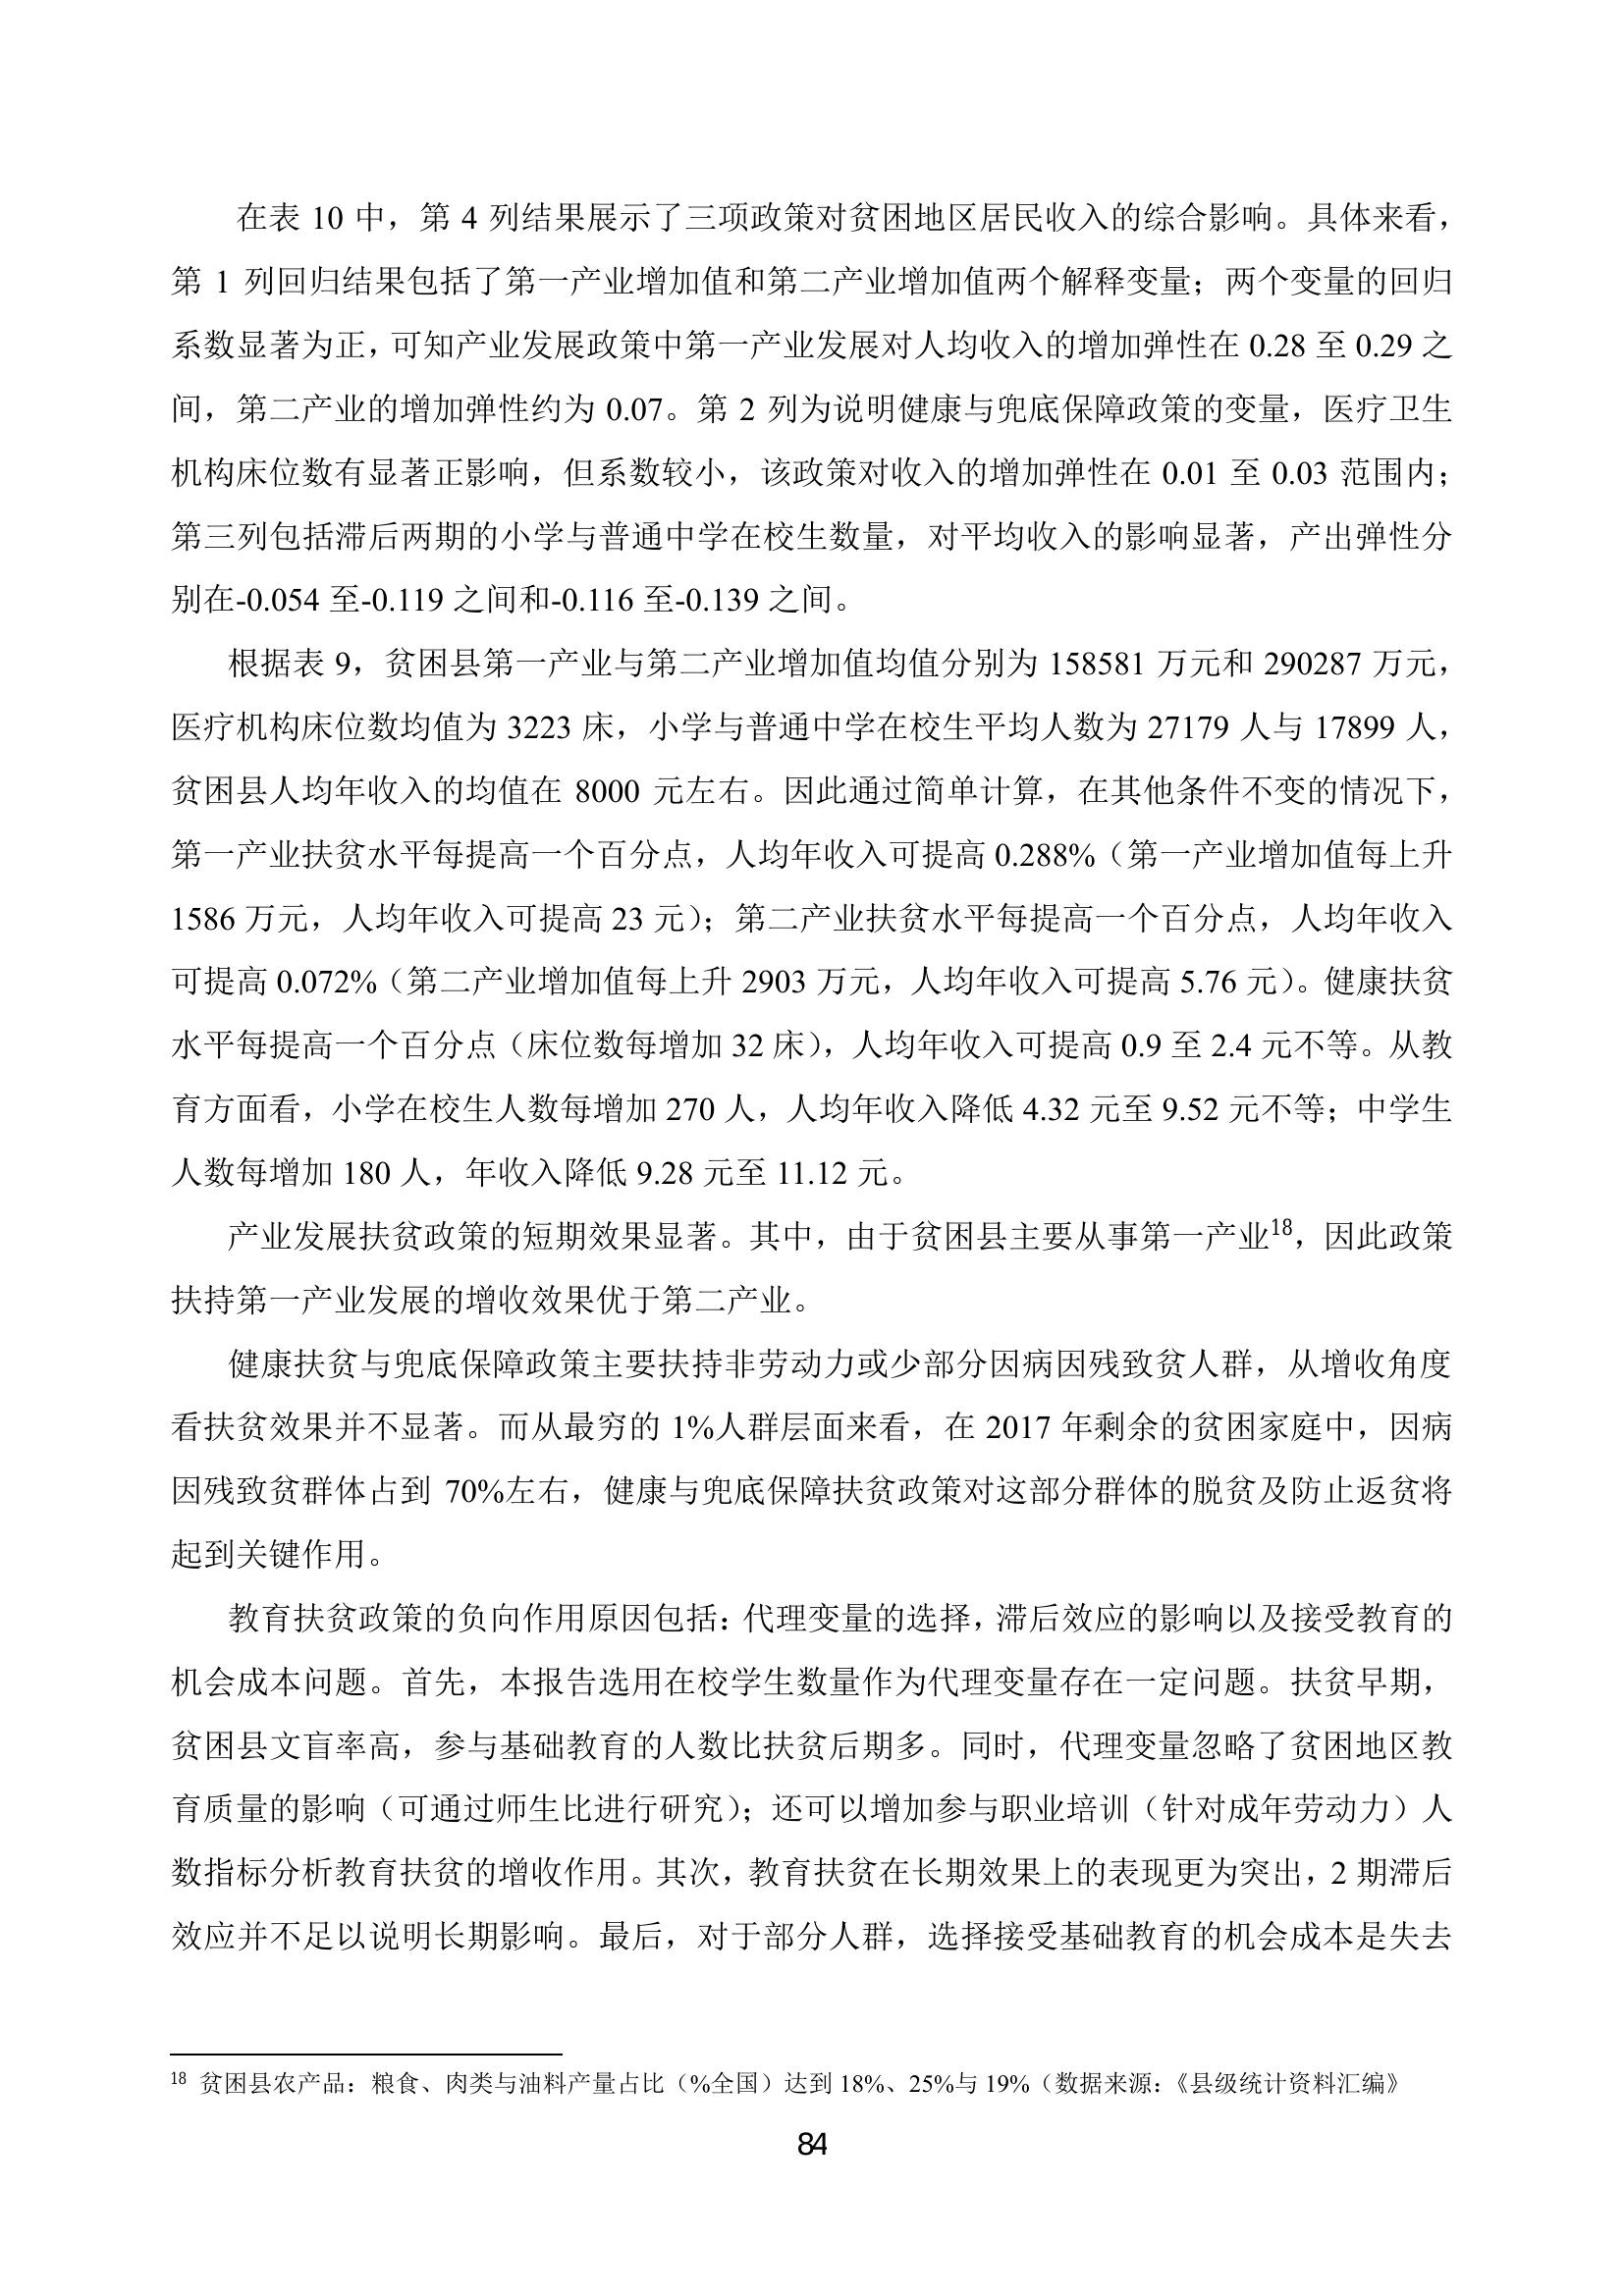 在表 10 中，第 4 列结果展示了三项政策对贫困地区居民收入的综合影响。具体来看，
第 1 列回归结果包括了第一产业增加值和第二产业增加值两个解释变量；两个变量的回归
系数显著为正，可知产业发展政策中第一产业发展对人均收入的增加弹性在 0.28 至 0.29 之
间，第二产业的增加弹性约为 0.07。第 2 列为说明健康与兜底保障政策的变量，医疗卫生
机构床位数有显著正影响，但系数较小，该政策对收入的增加弹性在 0.01 至 0.03 范围内；
第三列包括滞后两期的小学与普通中学在校生数量，对平均收入的影响显著，产出弹性分
别在-0.054 至-0.119 之间和-0.116 至-0.139 之间。
根据表 9，贫困县第一产业与第二产业增加值均值分别为 158581 万元和 290287 万元，
医疗机构床位数均值为 3223 床，小学与普通中学在校生平均人数为 27179 人与 17899 人，
贫困县人均年收入的均值在 8000 元左右。因此通过简单计算，在其他条件不变的情况下，
第一产业扶贫水平每提高一个百分点，人均年收入可提高 0.288%（第一产业增加值每上升
1586 万元，人均年收入可提高 23 元）；第二产业扶贫水平每提高一个百分点，人均年收入
可提高 0.072%（第二产业增加值每上升 2903 万元，人均年收入可提高 5.76 元）。健康扶贫
水平每提高一个百分点（床位数每增加 32 床），人均年收入可提高 0.9 至 2.4 元不等。从教
育方面看，小学在校生人数每增加 270 人，人均年收入降低 4.32 元至 9.52 元不等；中学生
人数每增加 180 人，年收入降低 9.28 元至 11.12 元。
产业发展扶贫政策的短期效果显著。其中，由于贫困县主要从事第一产业18，因此政策
扶持第一产业发展的增收效果优于第二产业。
健康扶贫与兜底保障政策主要扶持非劳动力或少部分因病因残致贫人群，从增收角度
看扶贫效果并不显著。而从最穷的 1%人群层面来看，在 2017 年剩余的贫困家庭中，因病
因残致贫群体占到 70%左右，健康与兜底保障扶贫政策对这部分群体的脱贫及防止返贫将
起到关键作用。
教育扶贫政策的负向作用原因包括：代理变量的选择，滞后效应的影响以及接受教育的
机会成本问题。首先，本报告选用在校学生数量作为代理变量存在一定问题。扶贫早期，
贫困县文盲率高，参与基础教育的人数比扶贫后期多。同时，代理变量忽略了贫困地区教
育质量的影响（可通过师生比进行研究）；还可以增加参与职业培训（针对成年劳动力）人
数指标分析教育扶贫的增收作用。其次，教育扶贫在长期效果上的表现更为突出，2 期滞后
效应并不足以说明长期影响。最后，对于部分人群，选择接受基础教育的机会成本是失去
18 贫困县农产品：粮食、肉类与油料产量占比（%全国）达到 18%、25%与 19%（数据来源：《县级统计资料汇编》
84